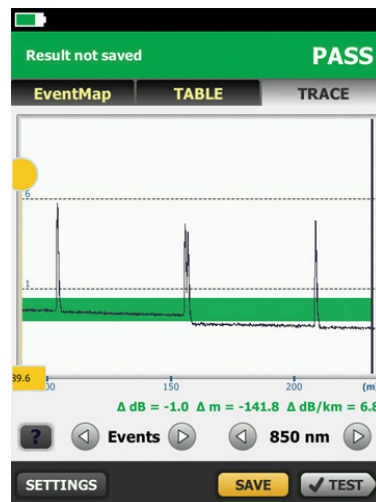 Result not saved
PASS
EventMap
TABLE
TRACE
6
1
39.6
00
150
200
(m)
Δ dB = -1.0 Δ m = -141.8 Δ dB/km = 6.8
?
Events
850 nm
SETTINGS
SAVE
TEST